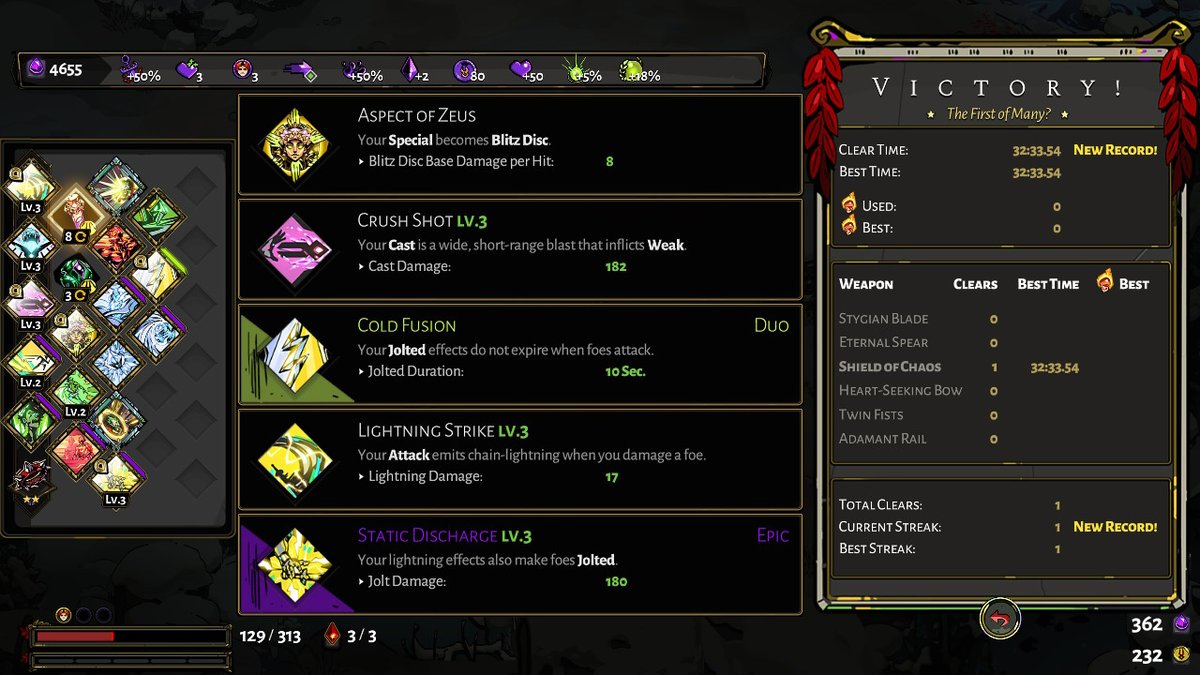 4655
+50%
3
3
+50%
+2
80
+50
+5%
+18%
Lv.3
8
Lv.3
3
Lv.3
Lv.2
Lv.2
Lv.3
Aspect of Zeus
Your Special becomes Blitz Disc.
Blitz Disc Base Damage per Hit: 8
Crush Shot Lv.3
Your Cast is a wide, short-range blast that inflicts Weak.
Cast Damage: 182
Cold Fusion Duo
Your Jolted effects do not expire when foes attack.
Jolted Duration: 10 Sec.
Lightning Strike Lv.3
Your Attack emits chain-lightning when you damage a foe.
Lightning Damage: 17
Static Discharge Lv.3 Epic
Your lightning effects also make foes Jolted.
Jolt Damage: 180
129 / 313
3 / 3
Victory!
The First of Many?
Clear Time: 32:33.54 New Record!
Best Time: 32:33.54
Used: 0
Best: 0
Weapon Clears Best Time Best
Stygian Blade 0
Eternal Spear 0
Shield of Chaos 1 32:33.54
Heart-Seeking Bow 0
Twin Fists 0
Adamant Rail 0
Total Clears: 1
Current Streak: 1 New Record!
Best Streak: 1
362
232